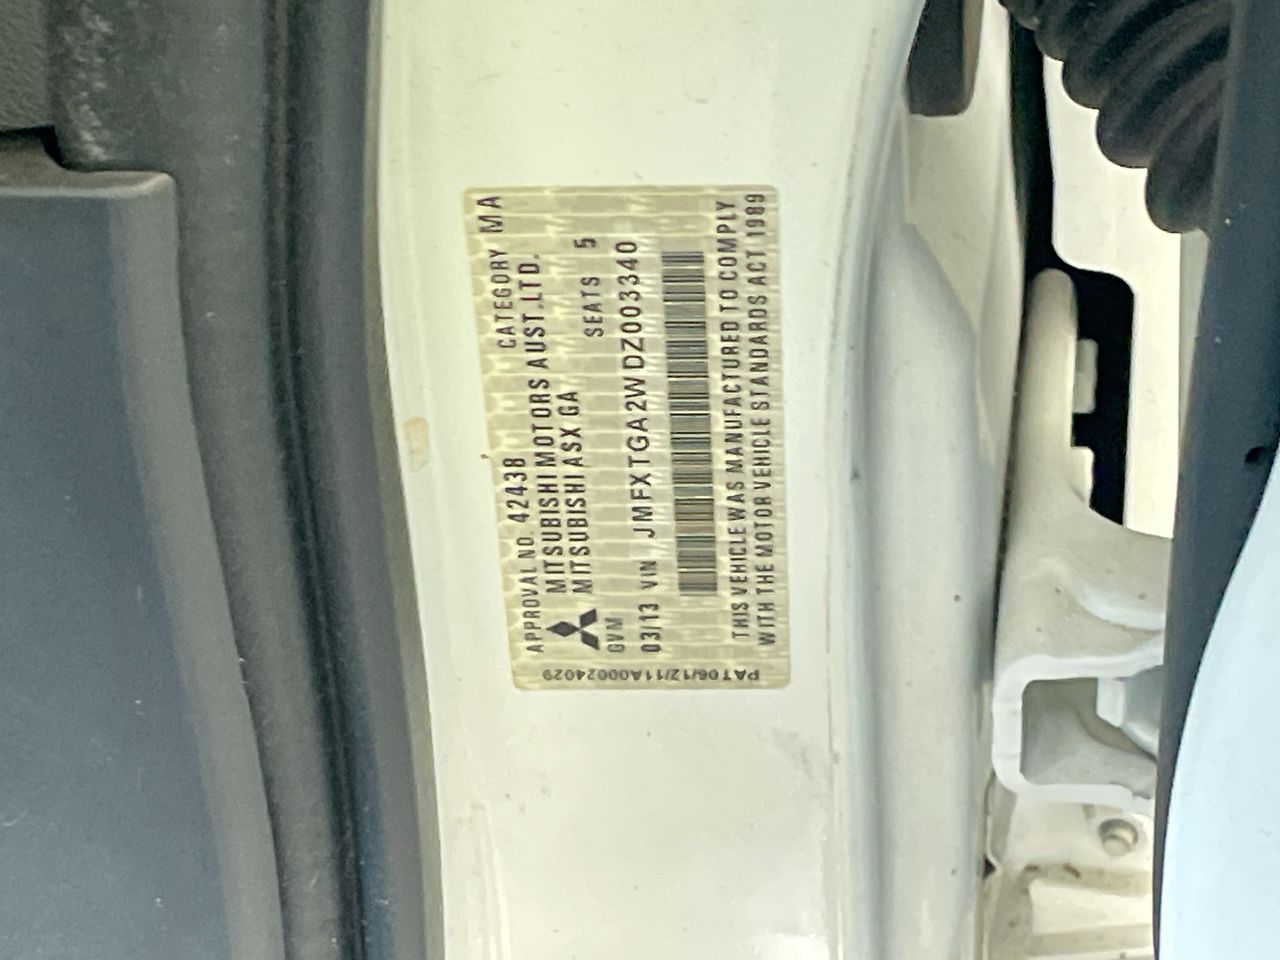 APPROVAL NO. 42438 CATEGORY MA
MITSUBISHI MOTORS AUST.LTD.
MITSUBISHI ASX GA
GVM SEATS 5
03/13 VIN JMFXTGA2WDZ003340
THIS VEHICLE WAS MANUFACTURED TO COMPLY
WITH THE MOTOR VEHICLE STANDARDS ACT 1989
PAT06/12/11A00024029